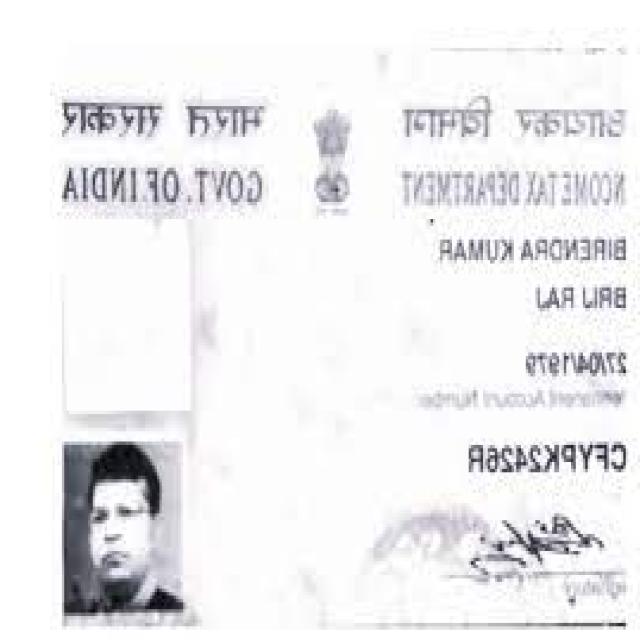 आयकर विभाग भारत सरकार
INCOME TAX DEPARTMENT GOVT. OF INDIA
BIRENDRA KUMAR
BRIJ RAJ
27/04/1979
Permanent Account Number
CFYPK2426R